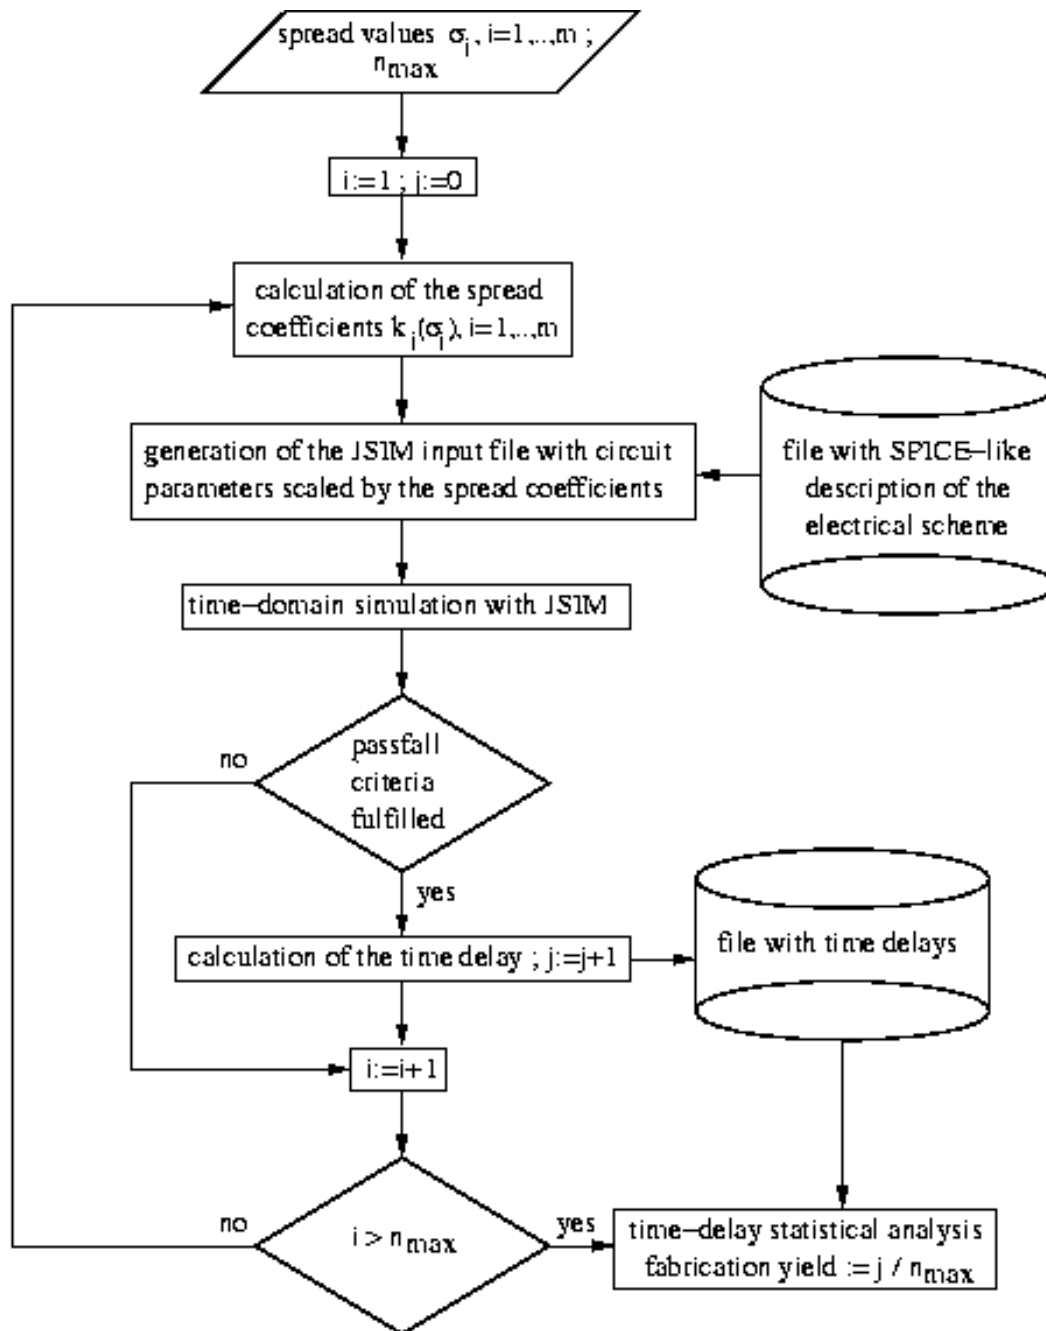 spread values σi, i=1,..,m ;
nmax
i:=1 ; j:=0
calculation of the spread
coefficients ki(σi), i=1,..,m
generation of the JSIM input file with circuit
parameters scaled by the spread coefficients
file with SPICE-like
description of the
electrical scheme
time-domain simulation with JSIM
no
passfall
criteria
fulfilled
yes
calculation of the time delay ; j:=j+1
file with time delays
i:=i+1
no
i > nmax
yes
time-delay statistical analysis
fabrication yield := j / nmax